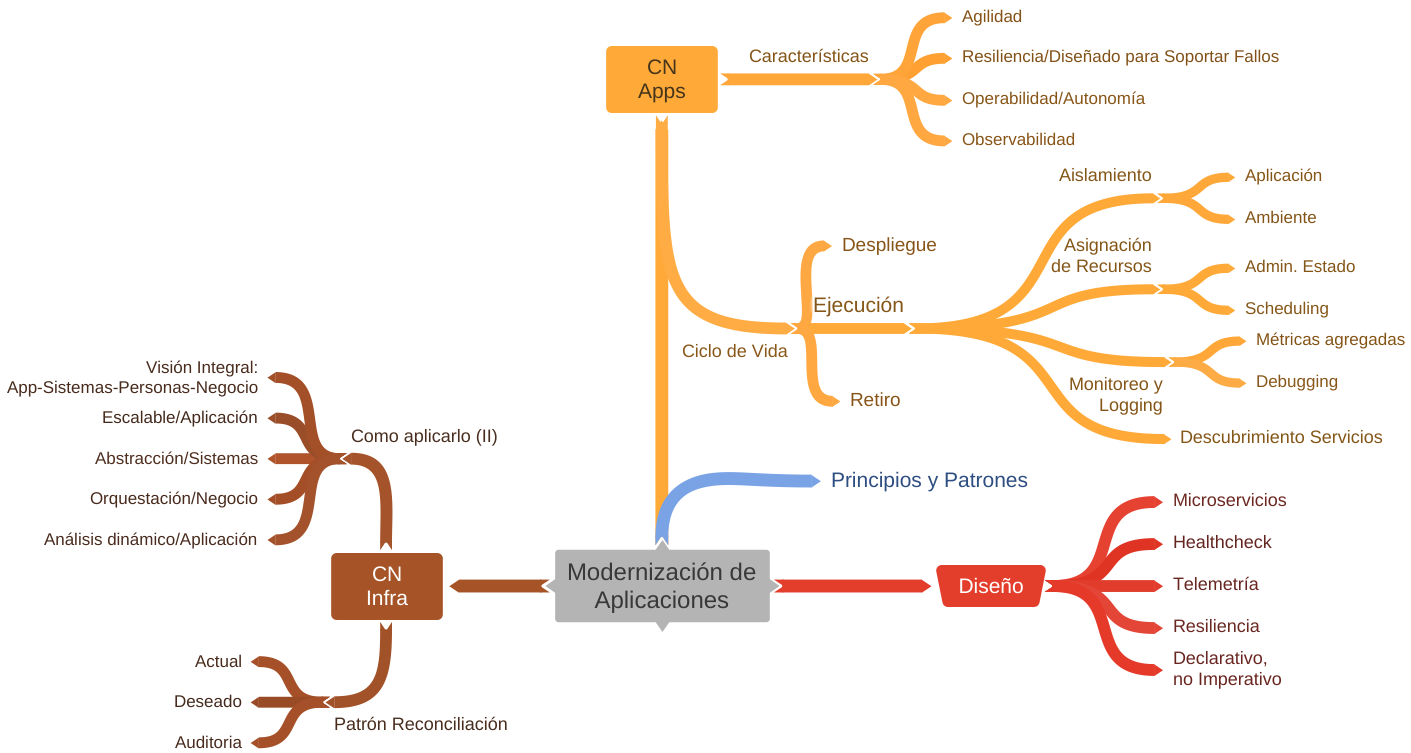 CN
Apps
Características
Agilidad
Resiliencia/Diseñado para Soportar Fallos
Operabilidad/Autonomía
Observabilidad
Ciclo de Vida
Despliegue
Ejecución
Retiro
Aislamiento
Aplicación
Ambiente
Asignación
de Recursos
Admin. Estado
Scheduling
Monitoreo y
Logging
Métricas agregadas
Debugging
Descubrimiento Servicios
Principios y Patrones
Modernización de
Aplicaciones
Diseño
Microservicios
Healthcheck
Telemetría
Resiliencia
Declarativo,
no Imperativo
CN
Infra
Como aplicarlo (II)
Visión Integral:
App-Sistemas-Personas-Negocio
Escalable/Aplicación
Abstracción/Sistemas
Orquestación/Negocio
Análisis dinámico/Aplicación
Patrón Reconciliación
Actual
Deseado
Auditoria